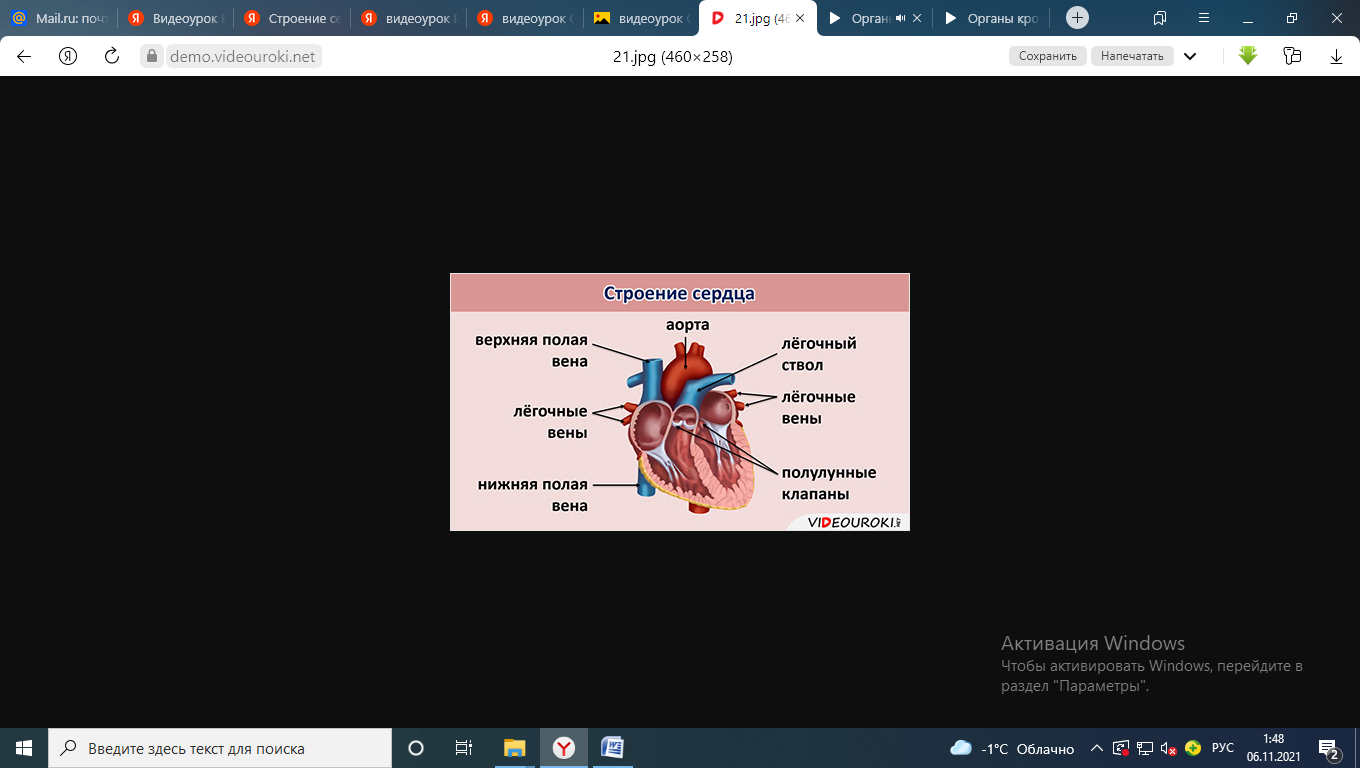 Mail.ru: почт
Видеоурок
Строение се
видеоурок
видеоурок
видеоурок
21.jpg (46
Орган
Органы кро
demo.videouroki.net
21.jpg (460×258)
Сохранить
Напечатать
Строение сердца
аорта
верхняя полая
вена
лёгочный
ствол
лёгочные
вены
лёгочные
вены
полулунные
клапаны
нижняя полая
вена
VIDEOUROKI
Активация Windows
Чтобы активировать Windows, перейдите в
раздел "Параметры".
Введите здесь текст для поиска
-1°C Облачно
РУС
1:48
06.11.2021
2